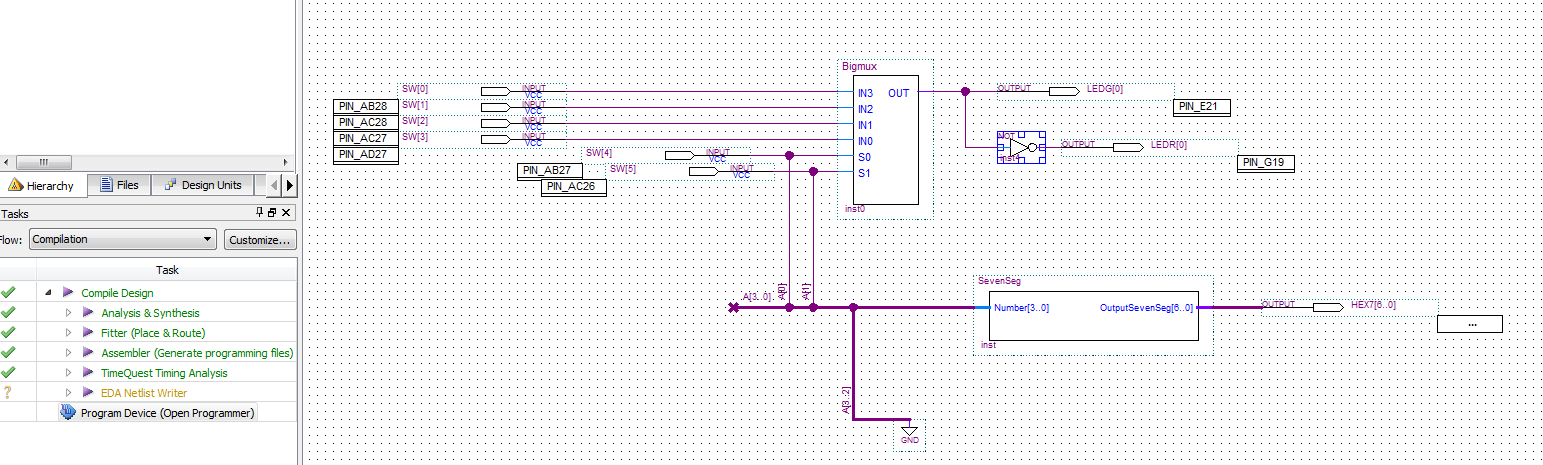 Hierarchy
Files
Design Units
Tasks
Flow:
Compilation
Customize...
Task
Compile Design
Analysis & Synthesis
Fitter (Place & Route)
Assembler (Generate programming files)
TimeQuest Timing Analysis
EDA Netlist Writer
Program Device (Open Programmer)
Bigmux
SW[0]
INPUT
VCC
IN3
OUT
OUTPUT
LEDG[0]
PIN_AB28
SW[1]
INPUT
VCC
IN2
PIN_E21
PIN_AC28
SW[2]
INPUT
VCC
IN1
PIN_AC27
SW[3]
INPUT
VCC
IN0
NOT
inst4
OUTPUT
LEDR[0]
PIN_AD27
SW[4]
INPUT
VCC
S0
PIN_G19
PIN_AB27
SW[5]
INPUT
VCC
S1
PIN_AC26
inst0
A[3..0]
A[0]
A[1]
SevenSeg
Number[3..0]
OutputSevenSeg[6..0]
OUTPUT
HEX7[6..0]
...
inst
A[3..2]
GND